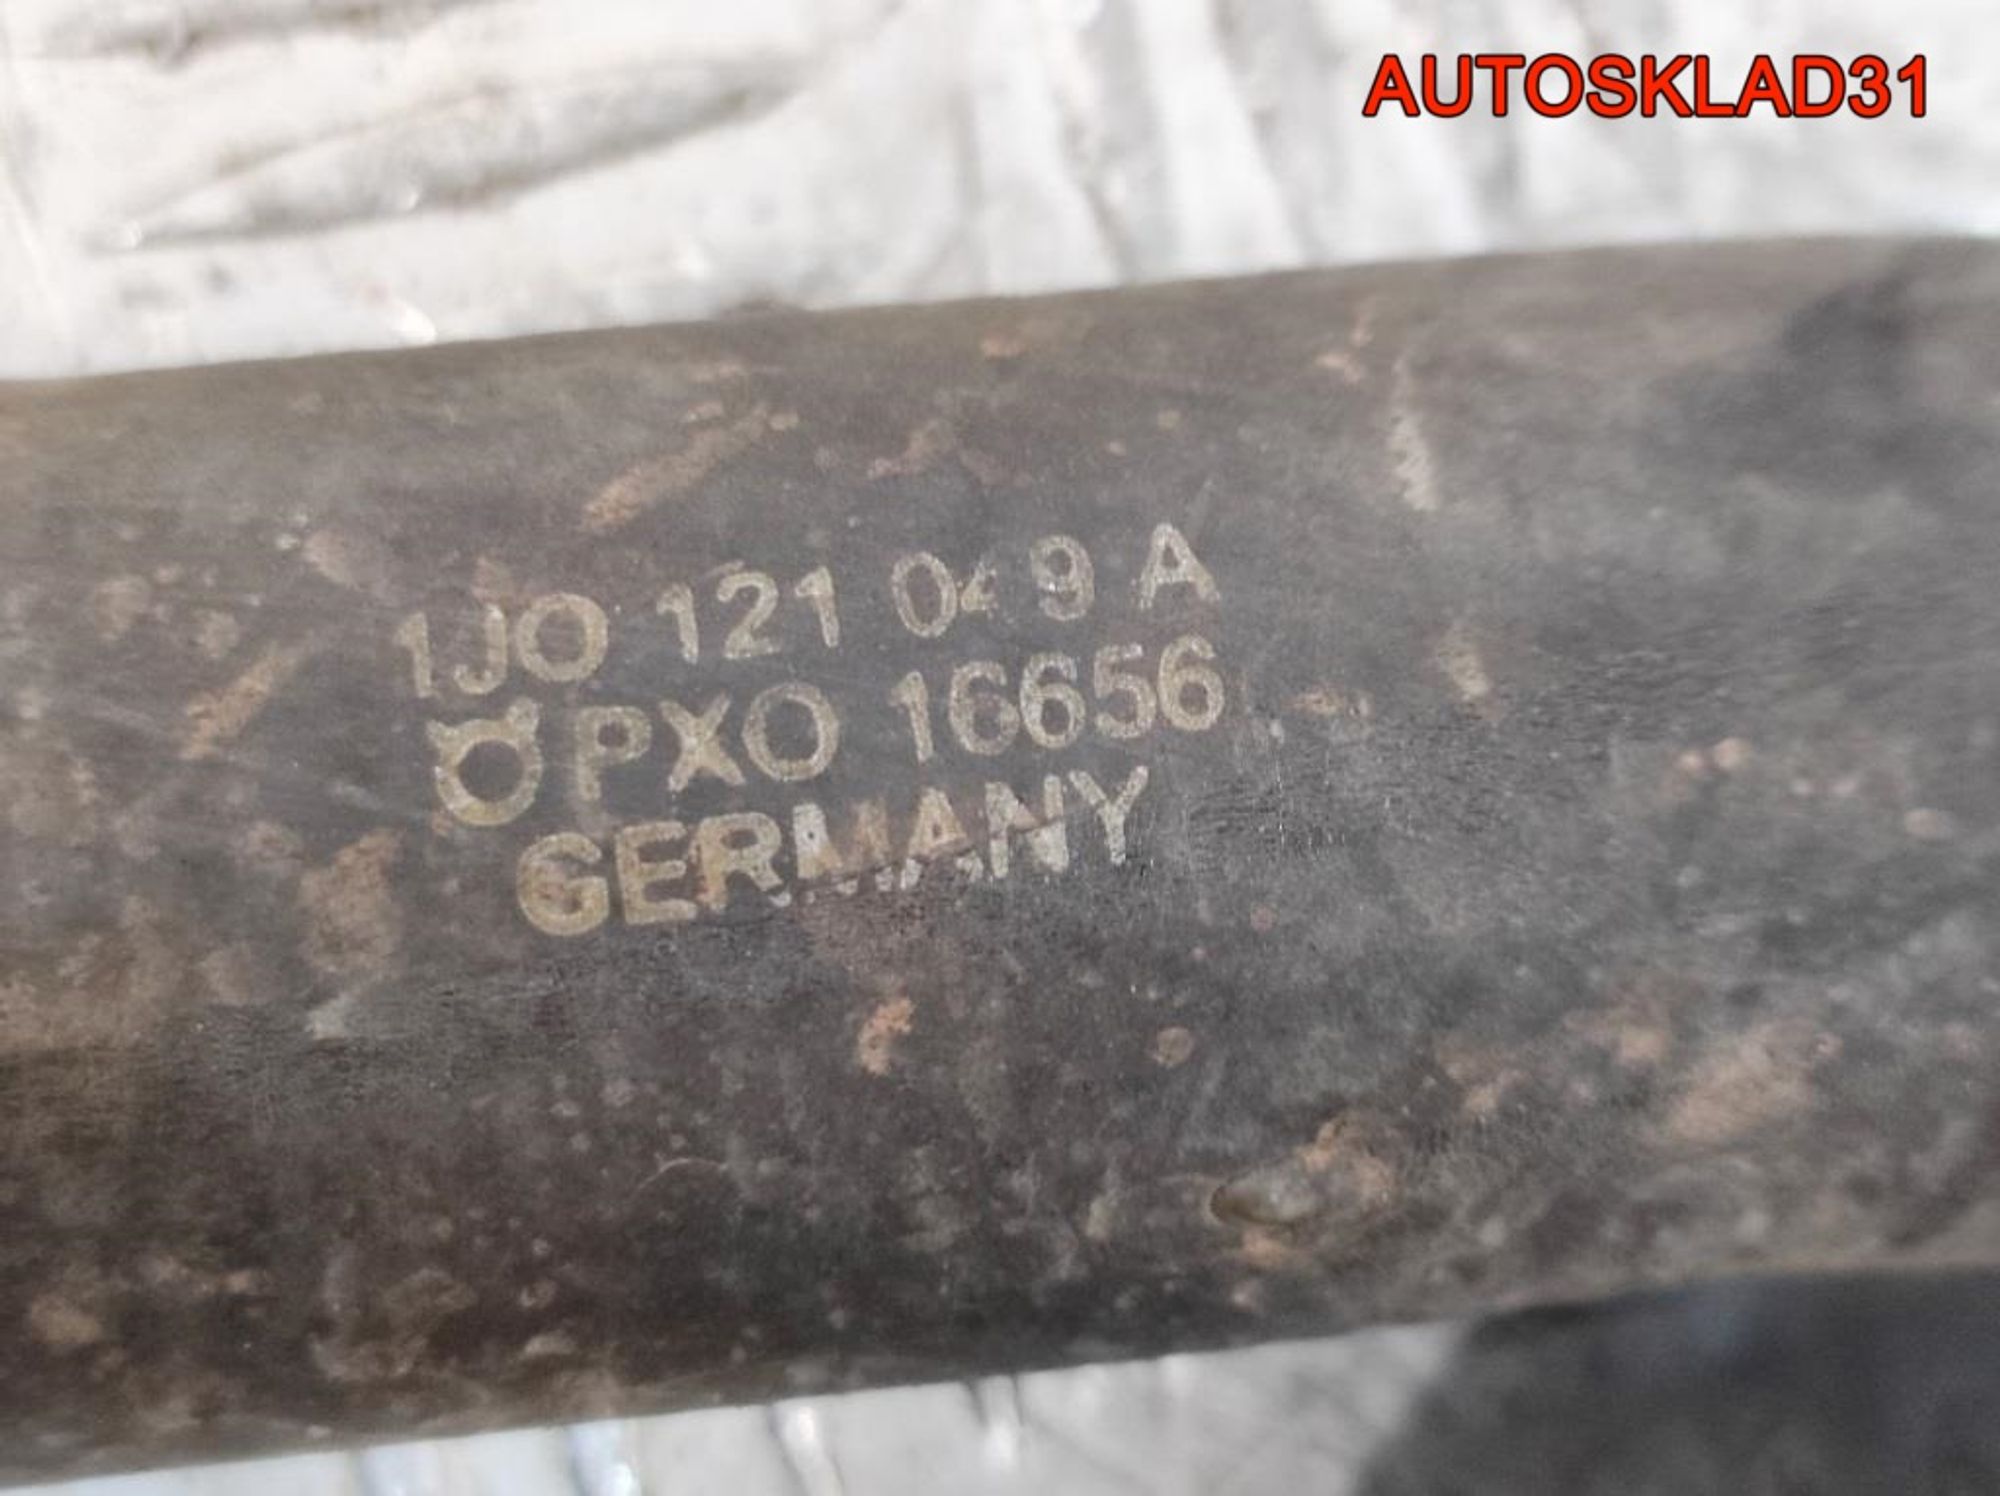 AUTOSKLAD31
1J0 121 049 A
PXO 16656
GERMANY